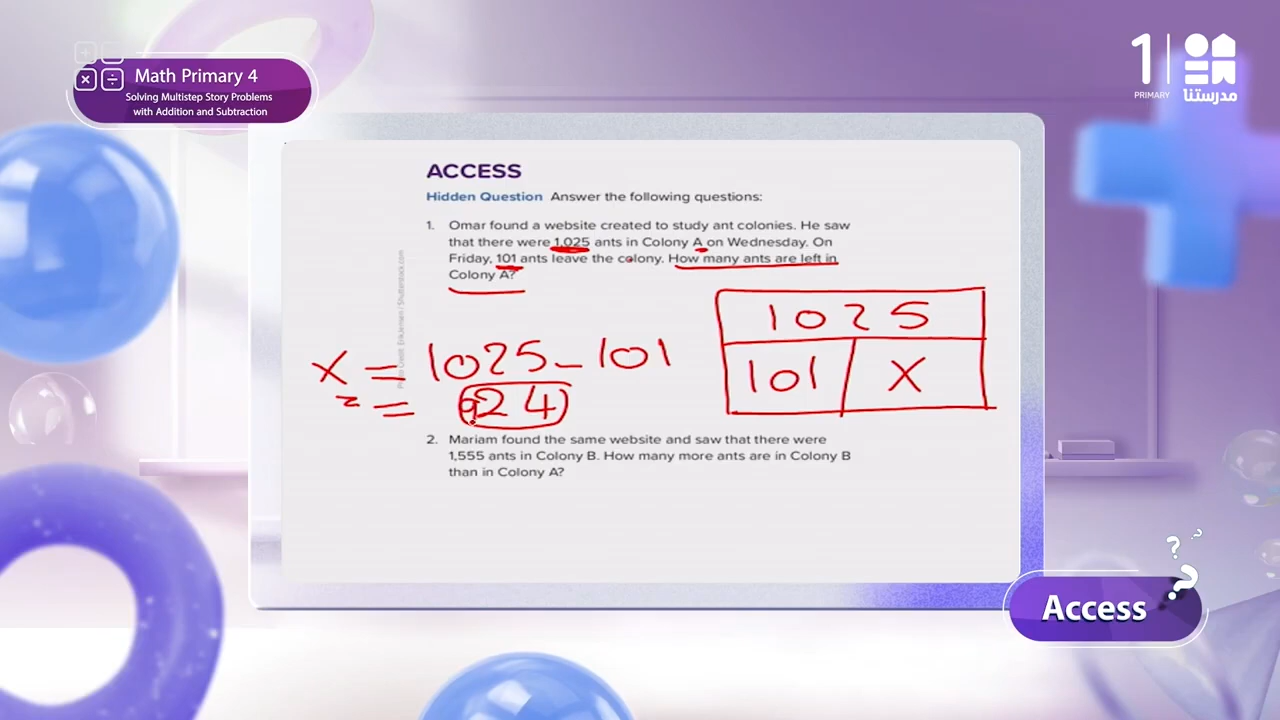 Math Primary 4
Solving Multistep Story Problems
with Addition and Subtraction
1
PRIMARY
مدرستنا
ACCESS
Hidden Question Answer the following questions:
1. Omar found a website created to study ant colonies. He saw
that there were 1,025 ants in Colony A on Wednesday. On
Friday, 101 ants leave the colony. How many ants are left in
Colony A?
1025
101 X
X = 1025 - 101
= 924
2. Mariam found the same website and saw that there were
1,555 ants in Colony B. How many more ants are in Colony B
than in Colony A?
Access